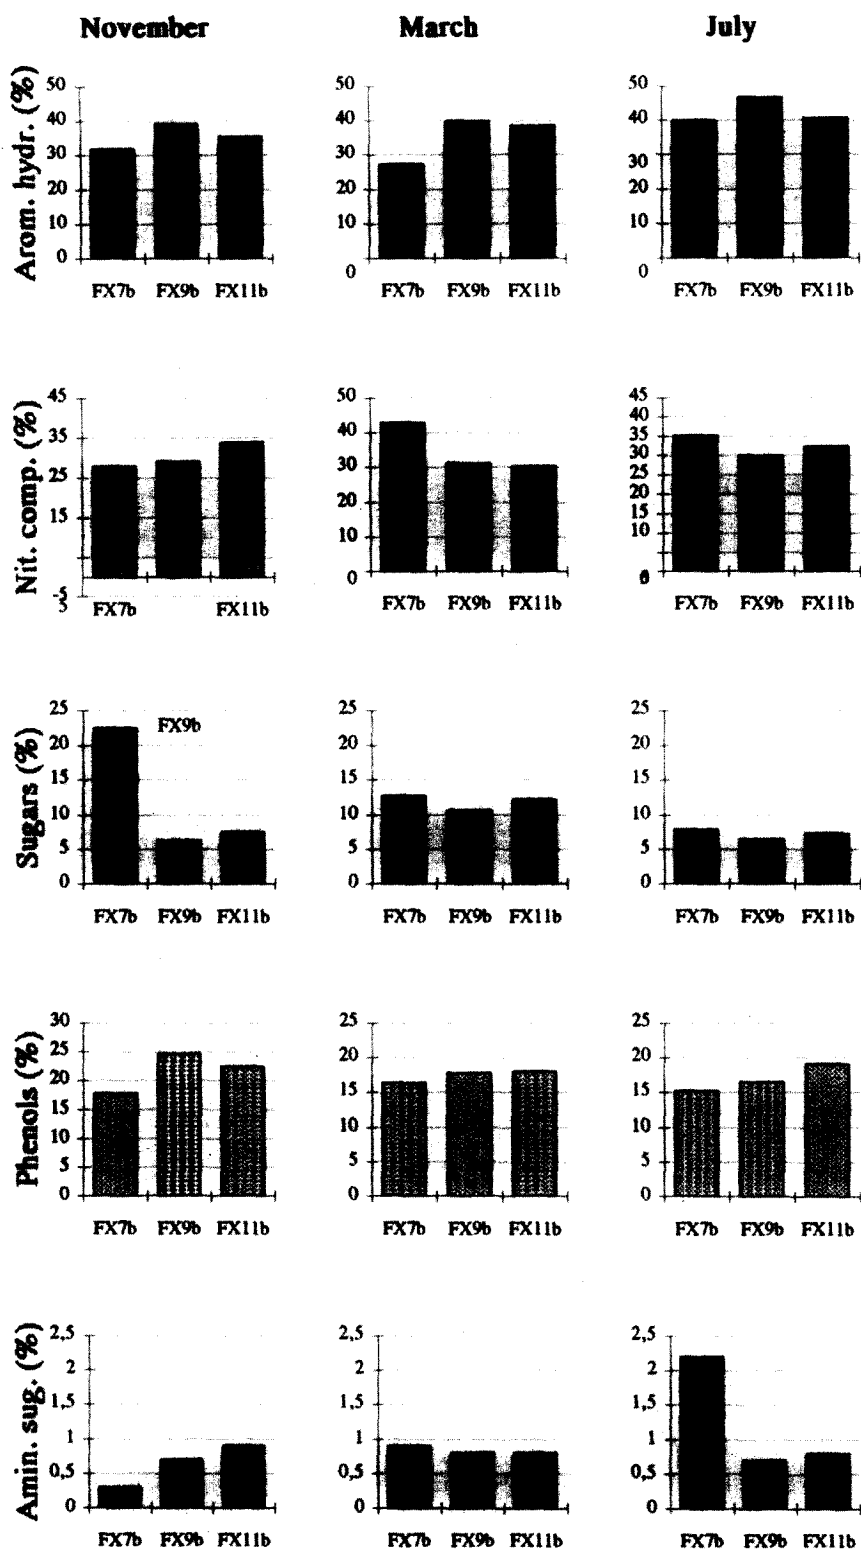 November March July
Arom. hydr. (%)
50 40 30 20 10 0
FX7b FX9b FX11b
50 40 30 20 10 0
FX7b FX9b FX11b
50 40 30 20 10 0
FX7b FX9b FX11b
Nit. comp. (%)
45 35 25 15 -5 5
FX7b FX11b
50 40 30 20 10 0
FX7b FX9b FX11b
45 40 35 30 25 20 15 10 5 0
FX7b FX9b FX11b
Sugars (%)
25 20 15 10 5 0
FX9b
FX7b FX9b FX11b
25 20 15 10 5 0
FX7b FX9b FX11b
25 20 15 10 5 0
FX7b FX9b FX11b
Phenols (%)
30 25 20 15 10 5 0
FX7b FX9b FX11b
25 20 15 10 5 0
FX7b FX9b FX11b
25 20 15 10 5 0
FX7b FX9b FX11b
Amin. sug. (%)
2,5 2 1,5 1 0,5 0
FX7b FX9b FX11b
2,5 2 1,5 1 0,5 0
FX7b FX9b FX11b
2,5 2 1,5 1 0,5 0
FX7b FX9b FX11b